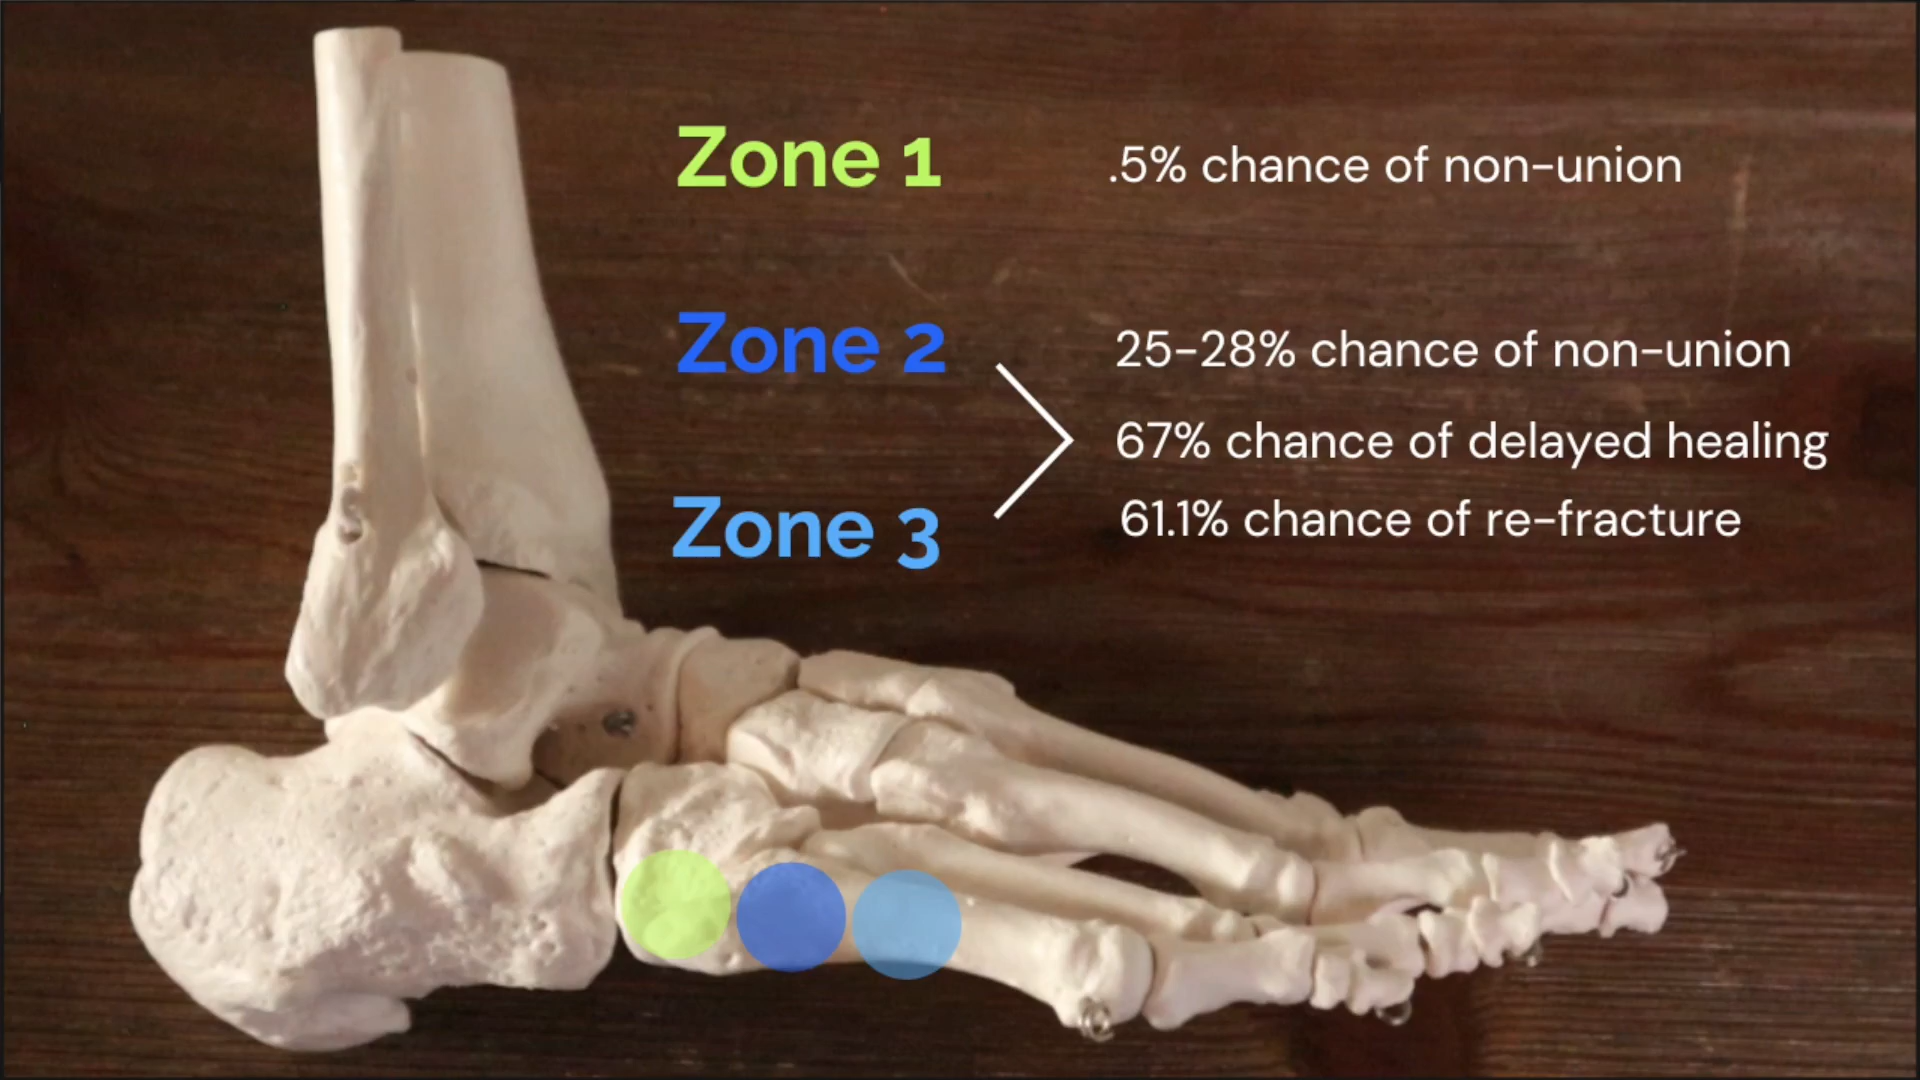 Zone 1
.5% chance of non-union
Zone 2
25-28% chance of non-union
67% chance of delayed healing
Zone 3
61.1% chance of re-fracture